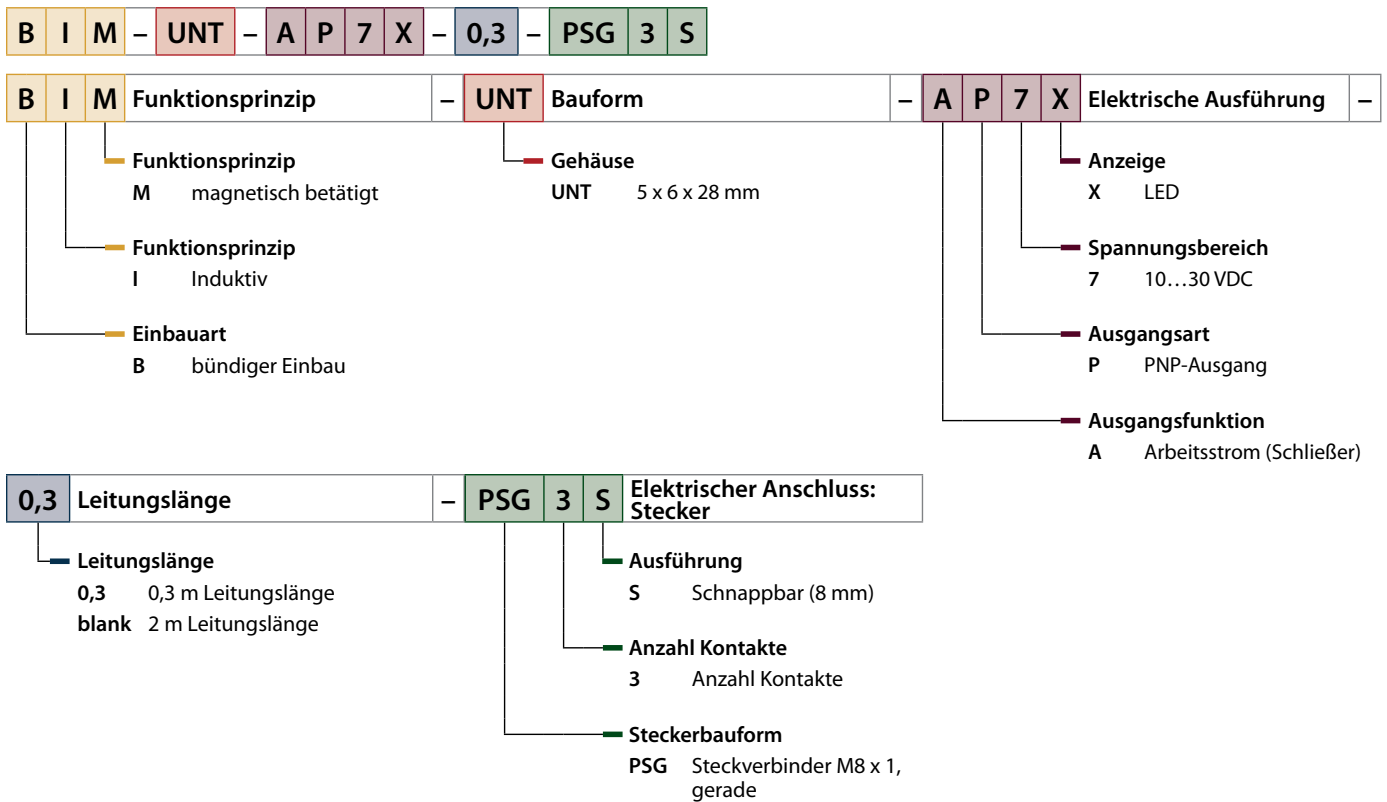 B I M – UNT – A P 7 X – 0,3 – PSG 3 S
B I M Funktionsprinzip – UNT Bauform – A P 7 X Elektrische Ausführung –
Funktionsprinzip
M magnetisch betätigt
Funktionsprinzip
I Induktiv
Einbauart
B bündiger Einbau
Gehäuse
UNT 5 x 6 x 28 mm
Anzeige
X LED
Spannungsbereich
7 10…30 VDC
Ausgangsart
P PNP-Ausgang
Ausgangsfunktion
A Arbeitsstrom (Schließer)
0,3 Leitungslänge – PSG 3 S Elektrischer Anschluss:
Stecker
Leitungslänge
0,3 0,3 m Leitungslänge
blank 2 m Leitungslänge
Ausführung
S Schnappbar (8 mm)
Anzahl Kontakte
3 Anzahl Kontakte
Steckerbauform
PSG Steckverbinder M8 x 1,
gerade